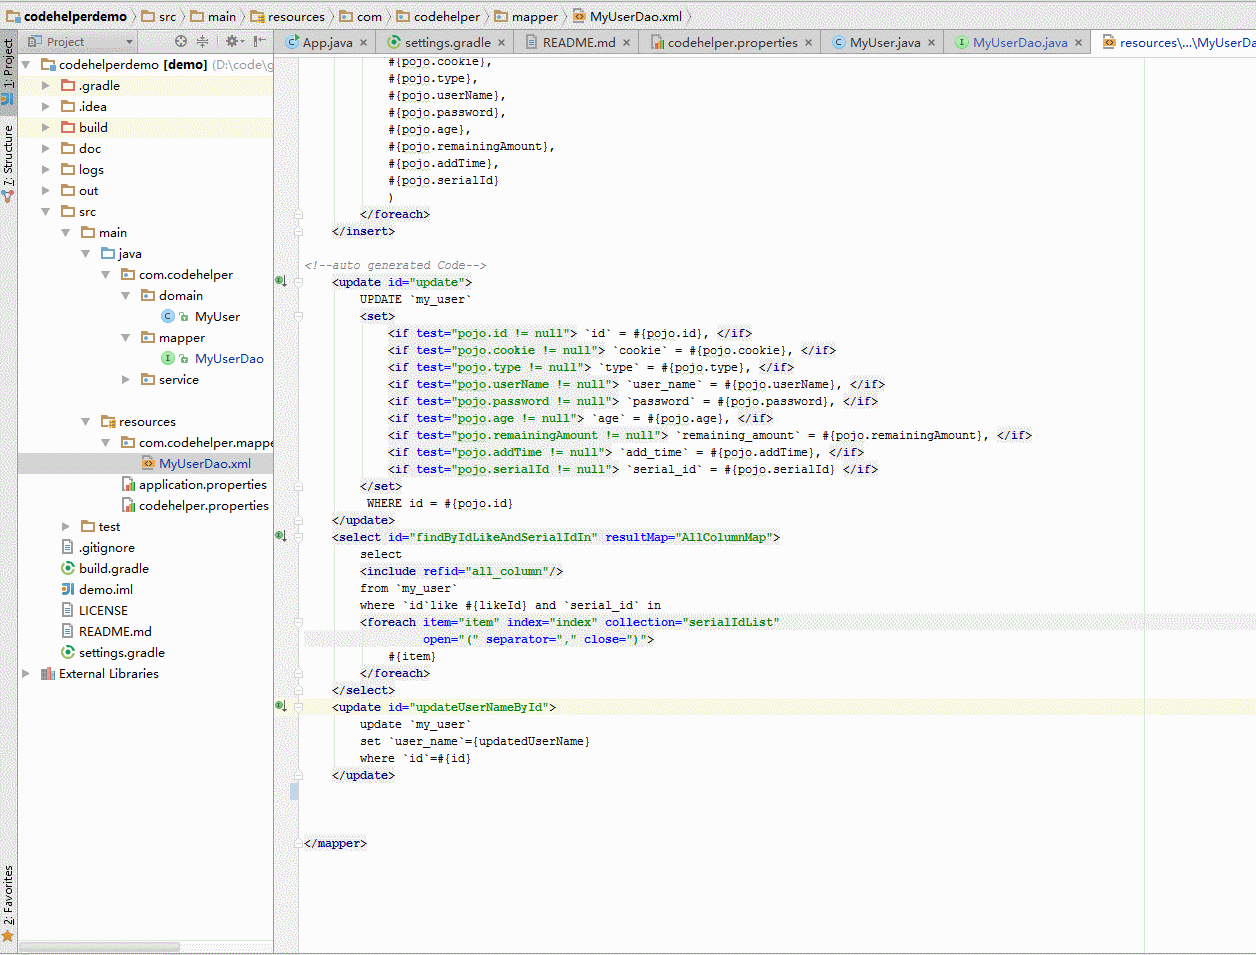 codehelperdemo src main resources com codehelper mapper MyUserDao.xml
Project
App.java settings.gradle README.md codehelper.properties MyUser.java MyUserDao.java resources\...\MyUserDa
1: Project
7: Structure
2: Favorites
codehelperdemo [demo] (D:\code\g
.gradle
.idea
build
doc
logs
out
src
main
java
com.codehelper
domain
MyUser
mapper
MyUserDao
service
resources
com.codehelper.mappe
MyUserDao.xml
application.properties
codehelper.properties
test
.gitignore
build.gradle
demo.iml
LICENSE
README.md
settings.gradle
External Libraries
#{pojo.cookie},
#{pojo.type},
#{pojo.userName},
#{pojo.password},
#{pojo.age},
#{pojo.remainingAmount},
#{pojo.addTime},
#{pojo.serialId}
)
</foreach>
</insert>
<!--auto generated Code-->
<update id="update">
UPDATE `my_user`
<set>
<if test="pojo.id != null"> `id` = #{pojo.id}, </if>
<if test="pojo.cookie != null"> `cookie` = #{pojo.cookie}, </if>
<if test="pojo.type != null"> `type` = #{pojo.type}, </if>
<if test="pojo.userName != null"> `user_name` = #{pojo.userName}, </if>
<if test="pojo.password != null"> `password` = #{pojo.password}, </if>
<if test="pojo.age != null"> `age` = #{pojo.age}, </if>
<if test="pojo.remainingAmount != null"> `remaining_amount` = #{pojo.remainingAmount}, </if>
<if test="pojo.addTime != null"> `add_time` = #{pojo.addTime}, </if>
<if test="pojo.serialId != null"> `serial_id` = #{pojo.serialId} </if>
</set>
WHERE id = #{pojo.id}
</update>
<select id="findByIdLikeAndSerialIdIn" resultMap="AllColumnMap">
select
<include refid="all_column"/>
from `my_user`
where `id`like #{likeId} and `serial_id` in
<foreach item="item" index="index" collection="serialIdList"
open="(" separator="," close=")">
#{item}
</foreach>
</select>
<update id="updateUserNameById">
update `my_user`
set `user_name`={updatedUserName}
where `id`=#{id}
</update>
</mapper>